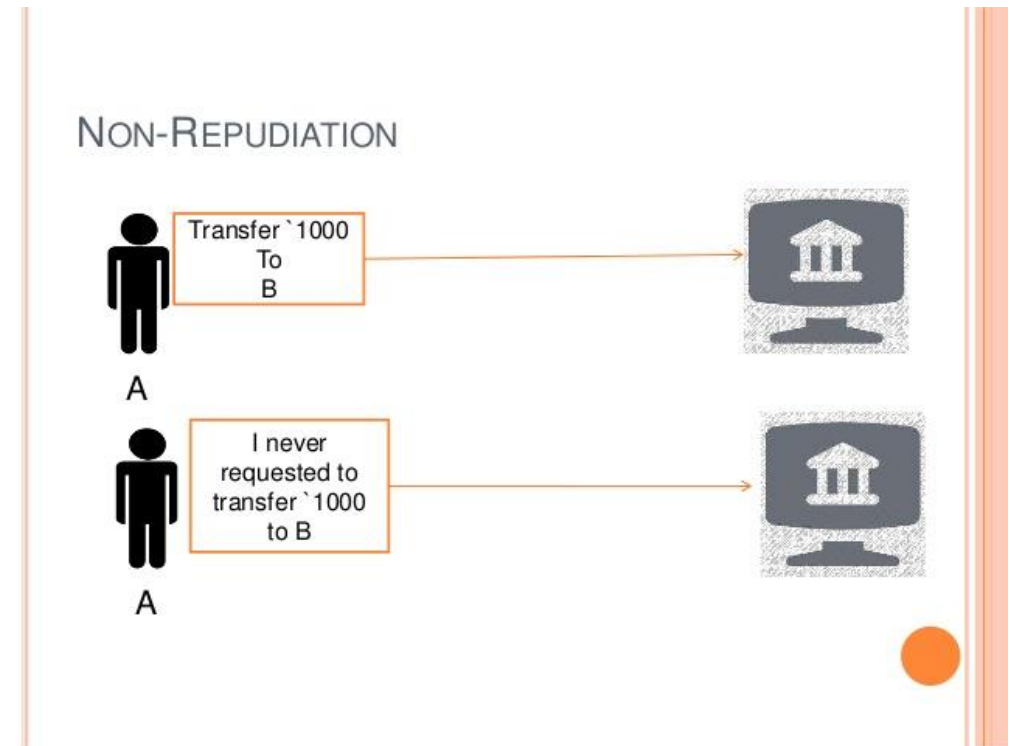 NON-REPUDIATION
Transfer `1000
To
B
A
I never
requested to
transfer `1000
to B
A